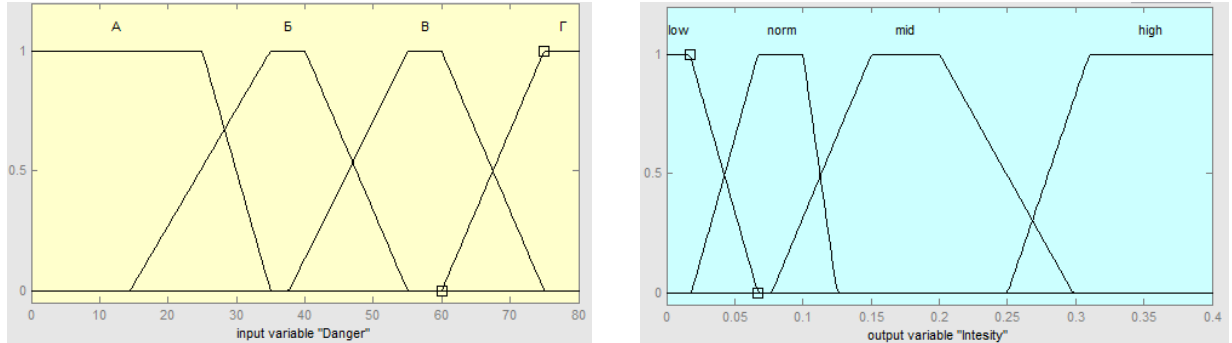 А Б В Г
1
0.5
0
0 10 20 30 40 50 60 70 80
input variable "Danger"
low norm mid high
1
0.5
0
0 0.05 0.1 0.15 0.2 0.25 0.3 0.35 0.4
output variable "Intesity"